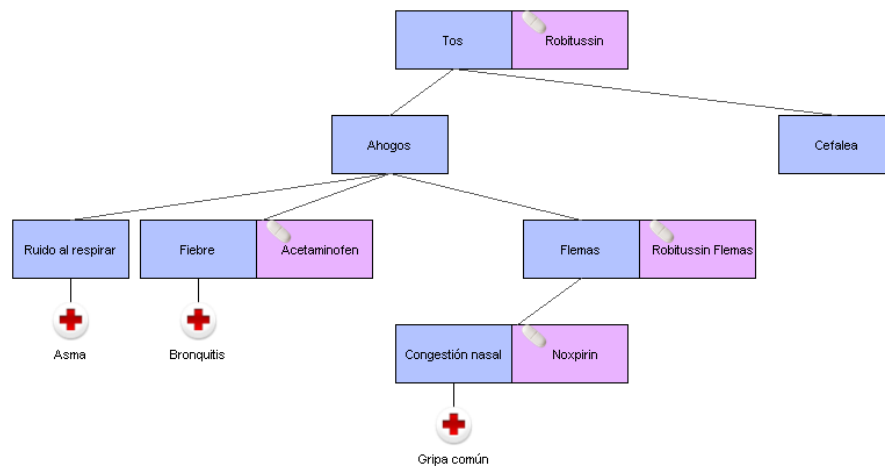 Tos
Robitussin
Ahogos
Cefalea
Ruido al respirar
Fiebre
Acetaminofen
Flemas
Robitussin Flemas
Asma
Bronquitis
Congestión nasal
Noxpirin
Gripa común